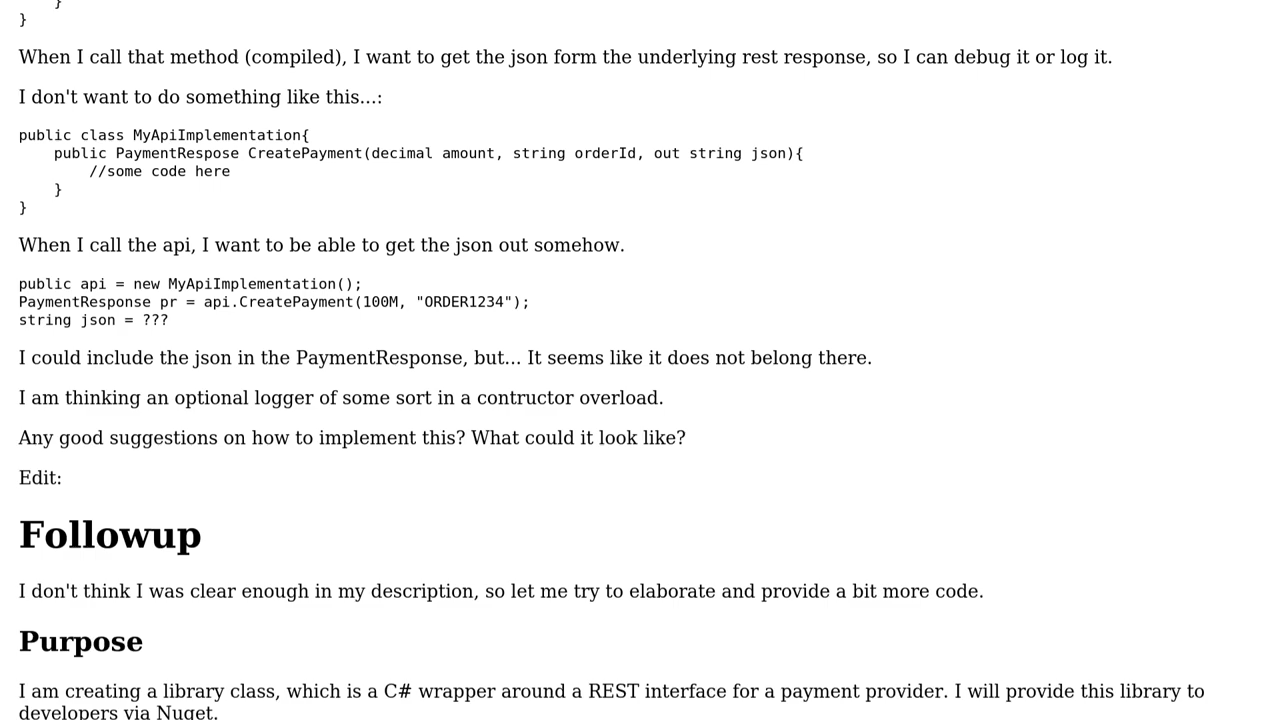 }
}
When I call that method (compiled), I want to get the json form the underlying rest response, so I can debug it or log it.
I don't want to do something like this...:
public class MyApiImplementation{
    public PaymentRespose CreatePayment(decimal amount, string orderId, out string json){
        //some code here
    }
}
When I call the api, I want to be able to get the json out somehow.
public api = new MyApiImplementation();
PaymentResponse pr = api.CreatePayment(100M, "ORDER1234");
string json = ???
I could include the json in the PaymentResponse, but... It seems like it does not belong there.
I am thinking an optional logger of some sort in a contructor overload.
Any good suggestions on how to implement this? What could it look like?
Edit:
Followup
I don't think I was clear enough in my description, so let me try to elaborate and provide a bit more code.
Purpose
I am creating a library class, which is a C# wrapper around a REST interface for a payment provider. I will provide this library to
developers via Nuget.